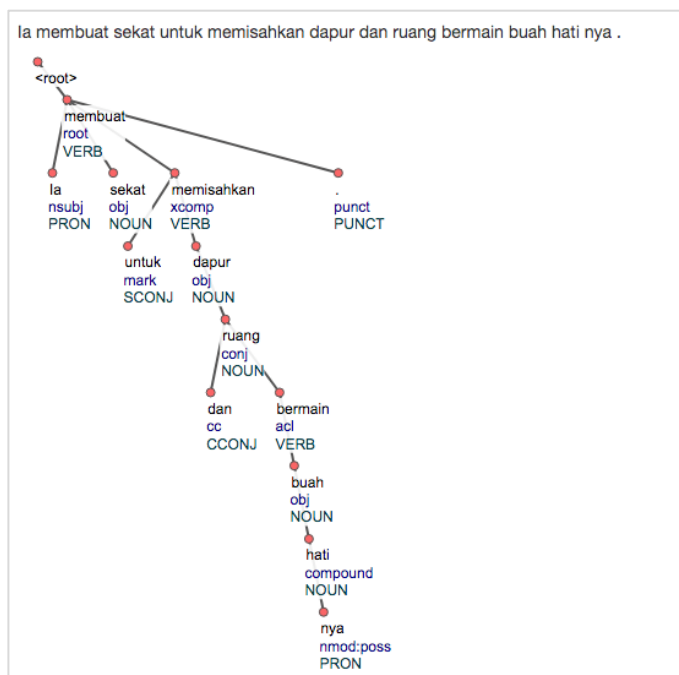 Ia membuat sekat untuk memisahkan dapur dan ruang bermain buah hati nya .
<root>
membuat
root
VERB
Ia sekat memisahkan .
nsubj obj xcomp punct
PRON NOUN VERB PUNCT
untuk dapur
mark obj
SCONJ NOUN
ruang
conj
NOUN
dan bermain
cc acl
CCONJ VERB
buah
obj
NOUN
hati
compound
NOUN
nya
nmod:poss
PRON